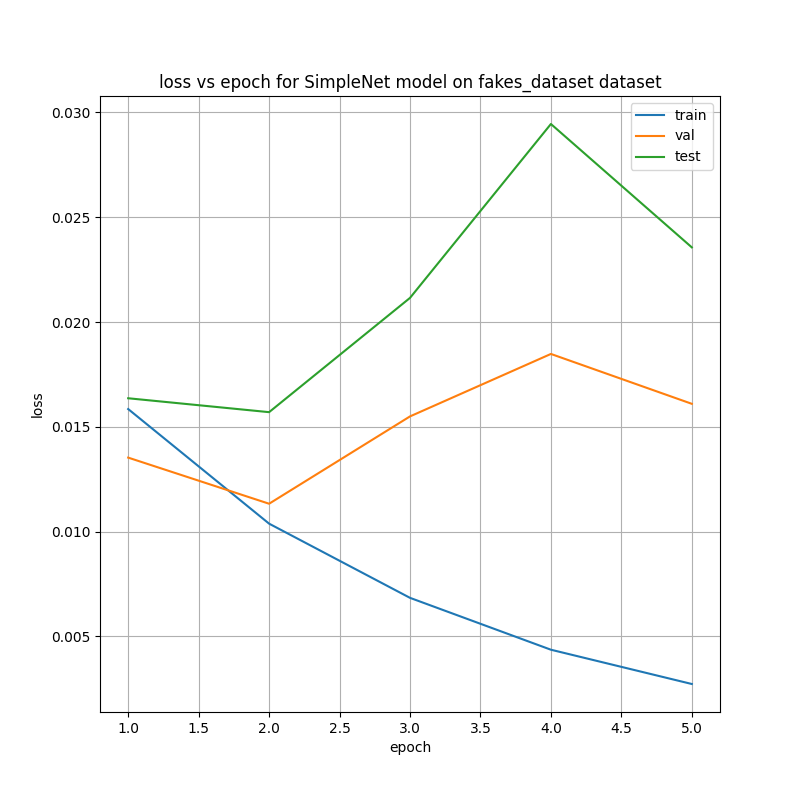 loss vs epoch for SimpleNet model on fakes_dataset dataset
train
val
test
0.030
0.025
0.020
0.015
0.010
0.005
loss
1.0 1.5 2.0 2.5 3.0 3.5 4.0 4.5 5.0
epoch